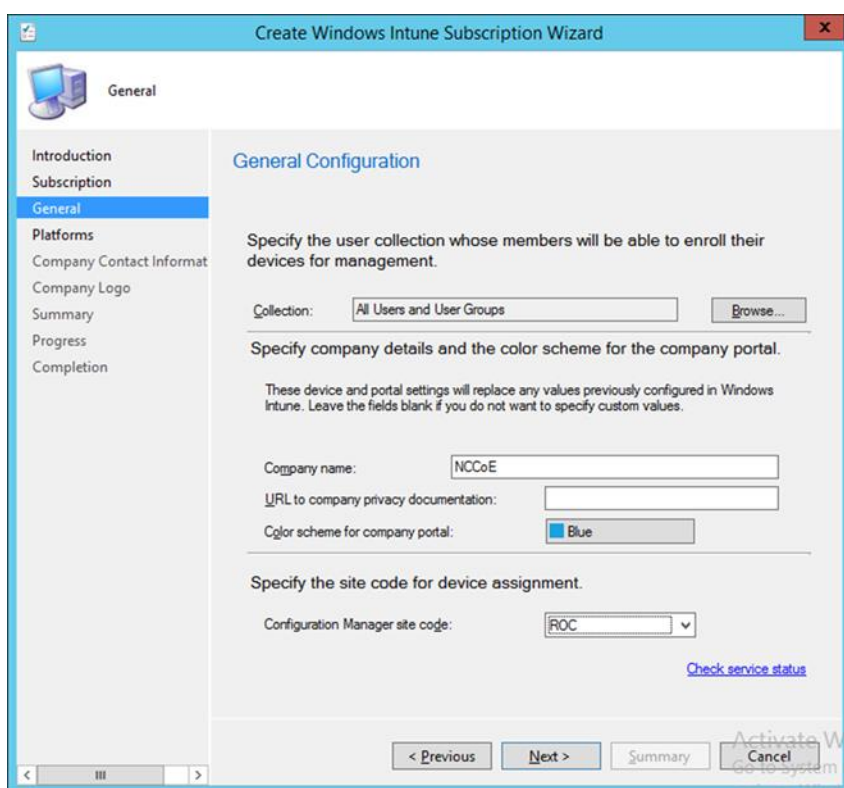 Create Windows Intune Subscription Wizard
x
General
Introduction
Subscription
General
Platforms
Company Contact Informat
Company Logo
Summary
Progress
Completion
General Configuration
Specify the user collection whose members will be able to enroll their
devices for management.
Collection: All Users and User Groups Browse...
Specify company details and the color scheme for the company portal.
These device and portal settings will replace any values previously configured in Windows
Intune. Leave the fields blank if you do not want to specify custom values.
Company name: NCCoE
URL to company privacy documentation:
Color scheme for company portal: Blue
Specify the site code for device assignment.
Configuration Manager site code: ROC
Check service status
Activate W
< Previous Next > Summary Cancel
Go to System